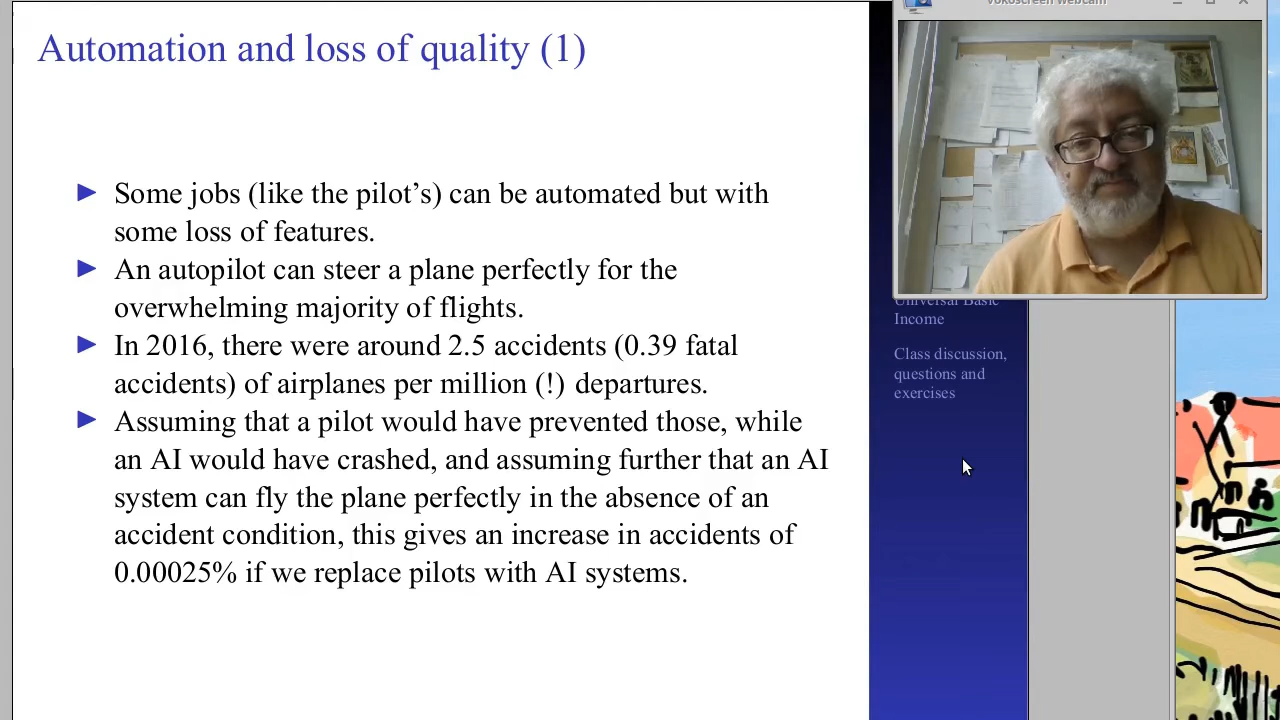 Automation and loss of quality (1)
Some jobs (like the pilot's) can be automated but with
some loss of features.
An autopilot can steer a plane perfectly for the
overwhelming majority of flights.
In 2016, there were around 2.5 accidents (0.39 fatal
accidents) of airplanes per million (!) departures.
Assuming that a pilot would have prevented those, while
an AI would have crashed, and assuming further that an AI
system can fly the plane perfectly in the absence of an
accident condition, this gives an increase in accidents of
0.00025% if we replace pilots with AI systems.
vokoscreen webcam
Universal Basic
Income
Class discussion,
questions and
exercises